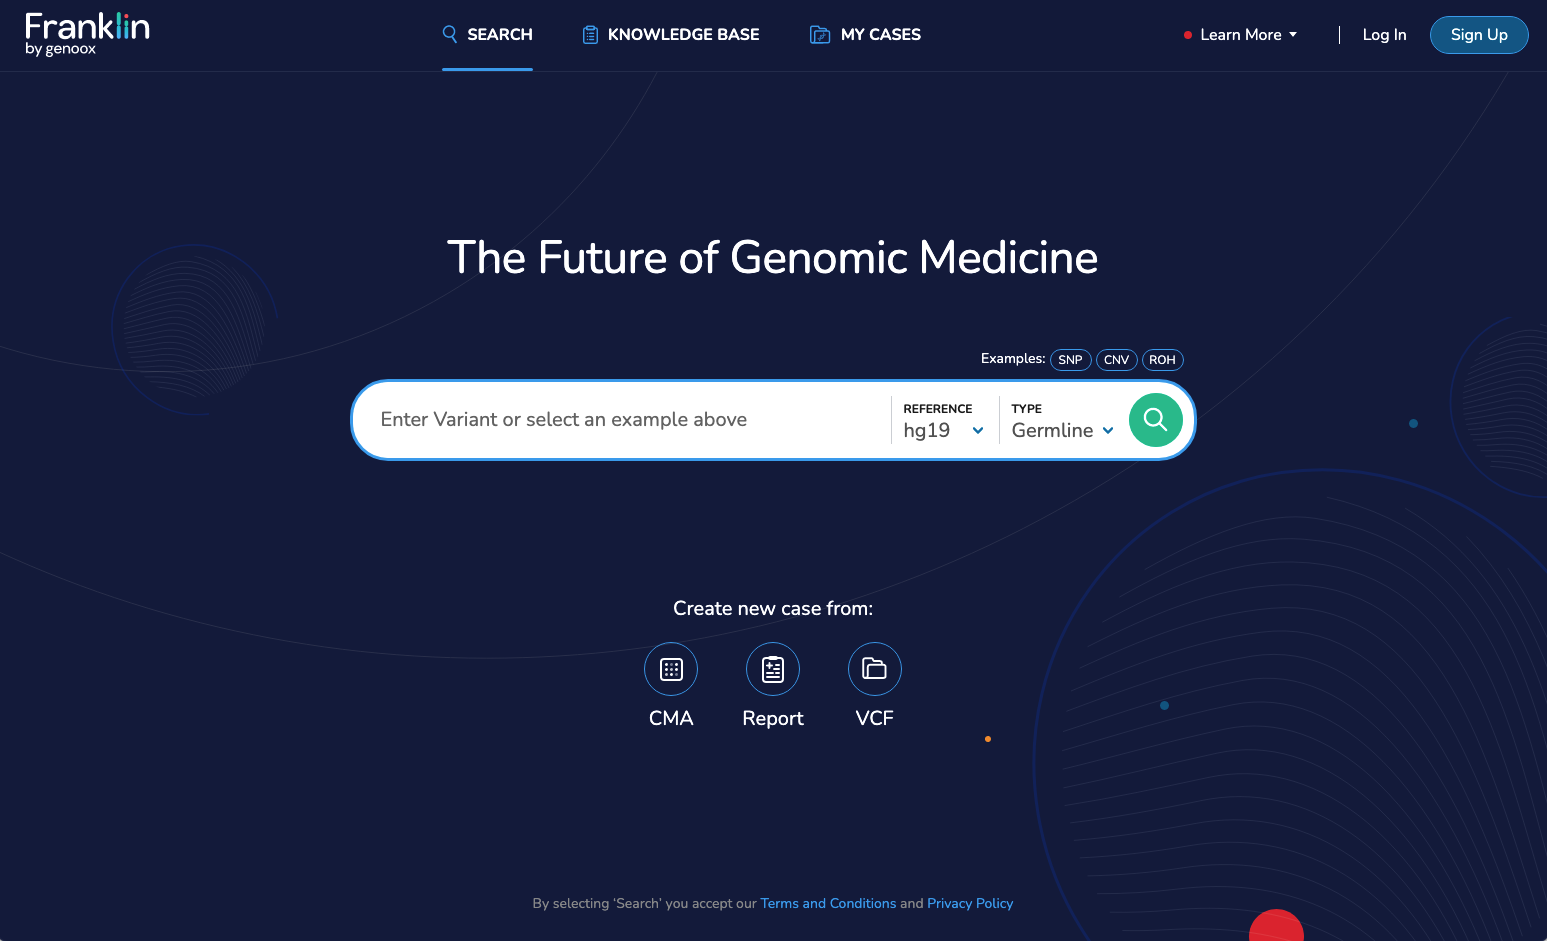 Franklin
by genoox
SEARCH
KNOWLEDGE BASE
MY CASES
Learn More
Log In
Sign Up
The Future of Genomic Medicine
Examples: SNP CNV ROH
Enter Variant or select an example above
REFERENCE
hg19
TYPE
Germline
Create new case from:
CMA
Report
VCF
By selecting ‘Search’ you accept our Terms and Conditions and Privacy Policy